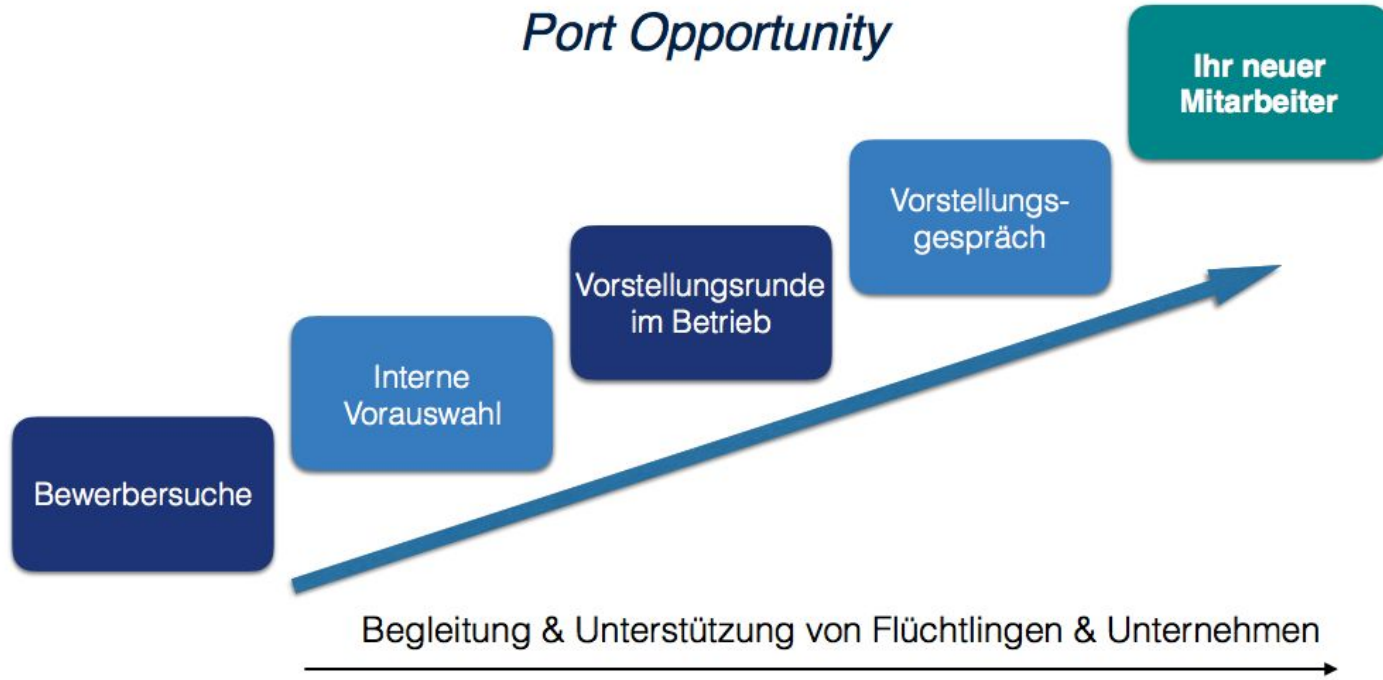 Port Opportunity
Ihr neuer
Mitarbeiter
Vorstellungs-
gespräch
Vorstellungsrunde
im Betrieb
Interne
Vorauswahl
Bewerbersuche
Begleitung & Unterstützung von Flüchtlingen & Unternehmen